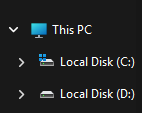 This PC
Local Disk (C:)
Local Disk (D:)